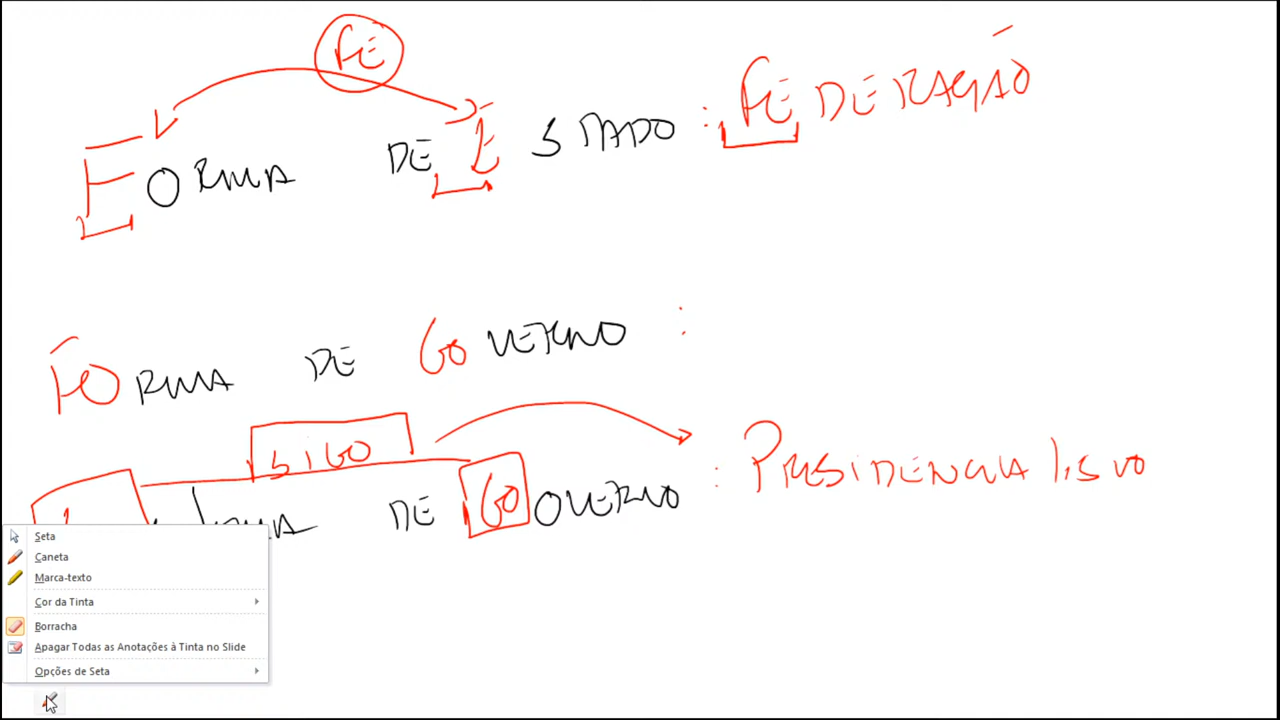 FE
FORMA DE ESTADO : FEDERAÇÃO
FORMA DE GOVERNO :
SIGO
DE GOOVERNO : PRESIDENCIALISMO
Seta
Caneta
Marca-texto
Cor da Tinta
Borracha
Apagar Todas as Anotações à Tinta no Slide
Opções de Seta